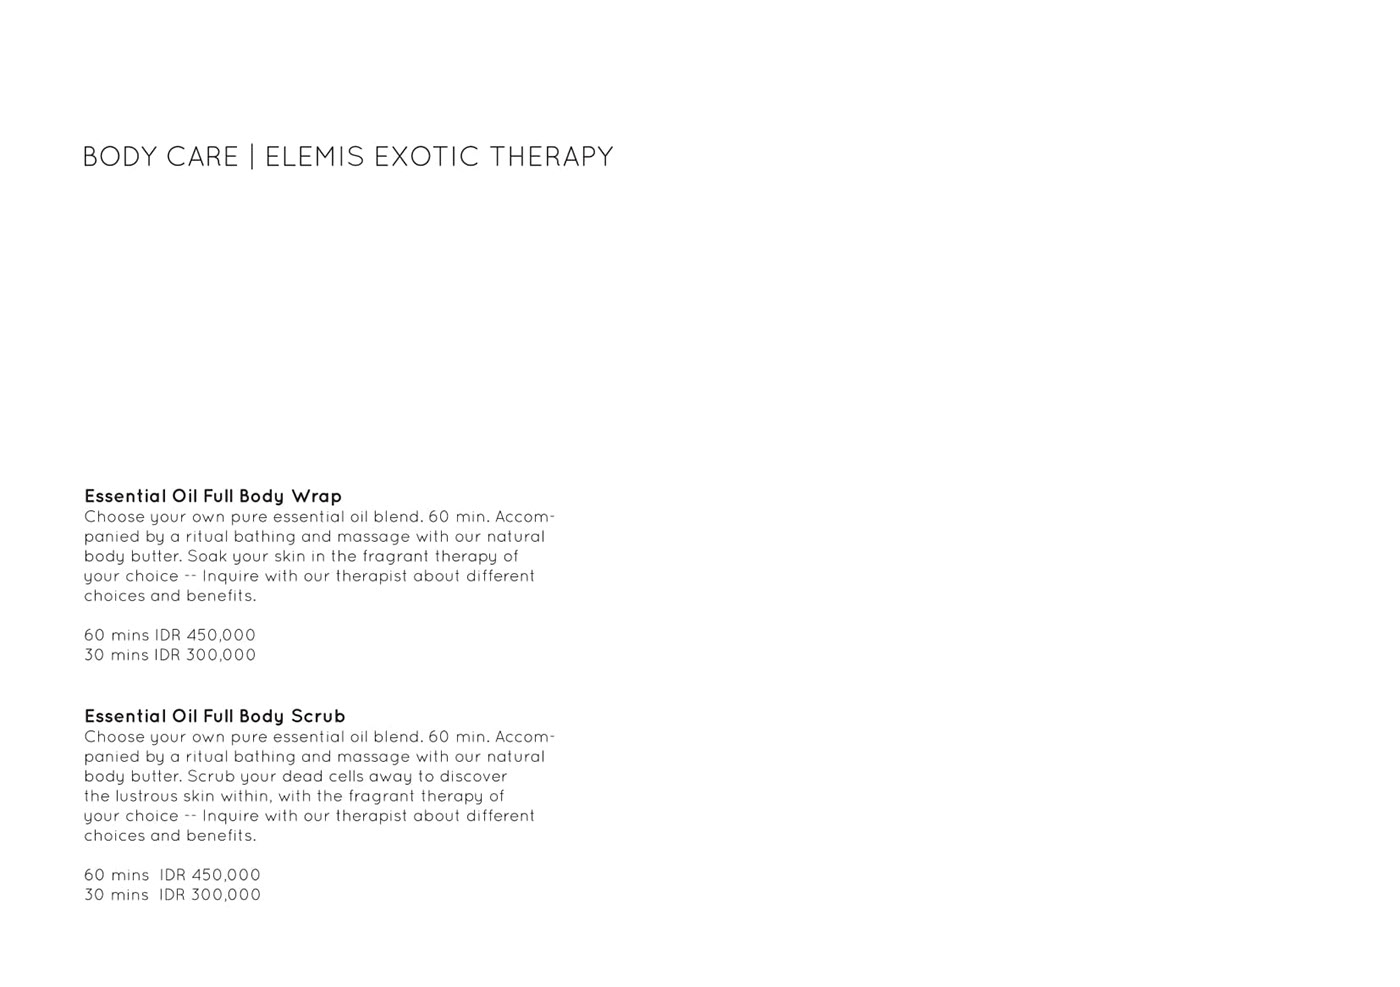 BODY CARE | ELEMIS EXOTIC THERAPY
Essential Oil Full Body Wrap
Choose your own pure essential oil blend. 60 min. Accom-
panied by a ritual bathing and massage with our natural
body butter. Soak your skin in the fragrant therapy of
your choice -- Inquire with our therapist about different
choices and benefits.
60 mins IDR 450,000
30 mins IDR 300,000
Essential Oil Full Body Scrub
Choose your own pure essential oil blend. 60 min. Accom-
panied by a ritual bathing and massage with our natural
body butter. Scrub your dead cells away to discover
the lustrous skin within, with the fragrant therapy of
your choice -- Inquire with our therapist about different
choices and benefits.
60 mins  IDR 450,000
30 mins  IDR 300,000